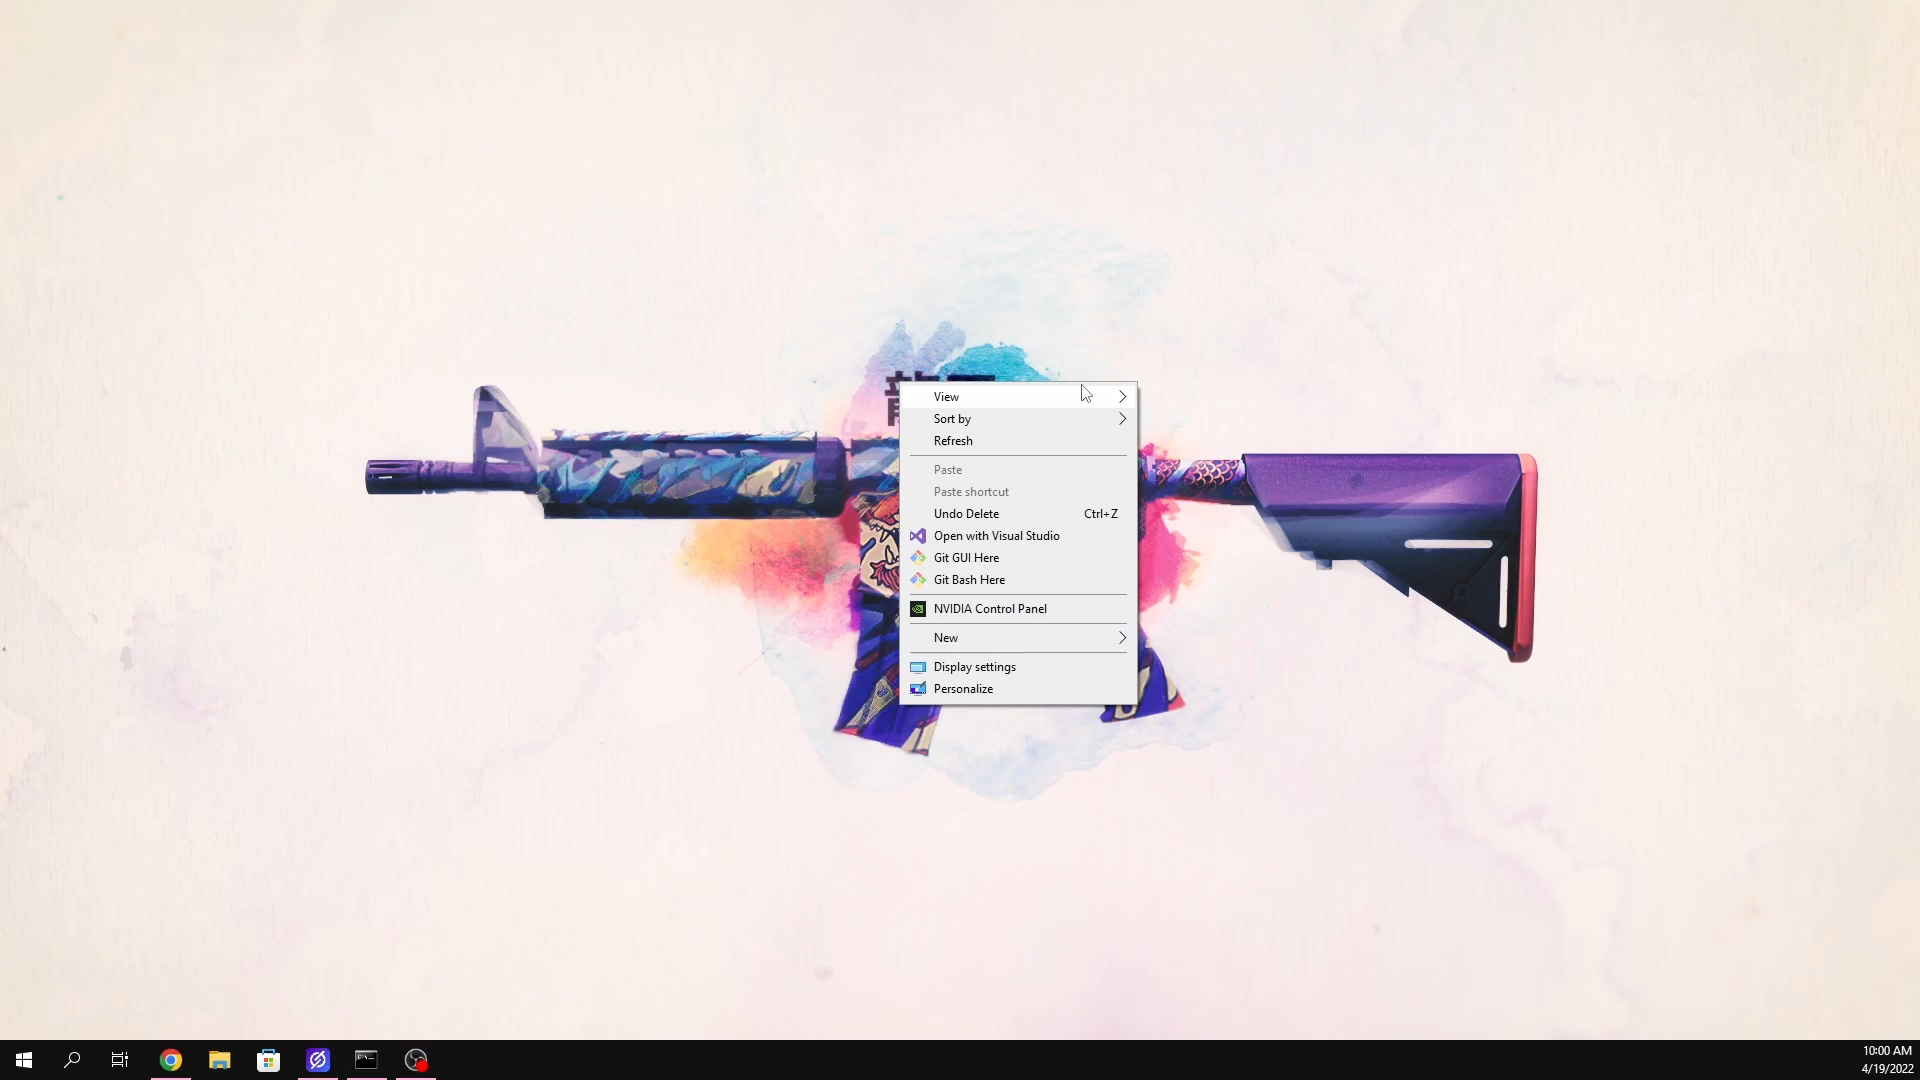 View
Sort by
Refresh
Paste
Paste shortcut
Undo Delete Ctrl+Z
Open with Visual Studio
Git GUI Here
Git Bash Here
NVIDIA Control Panel
New
Display settings
Personalize
10:00 AM
4/19/2022